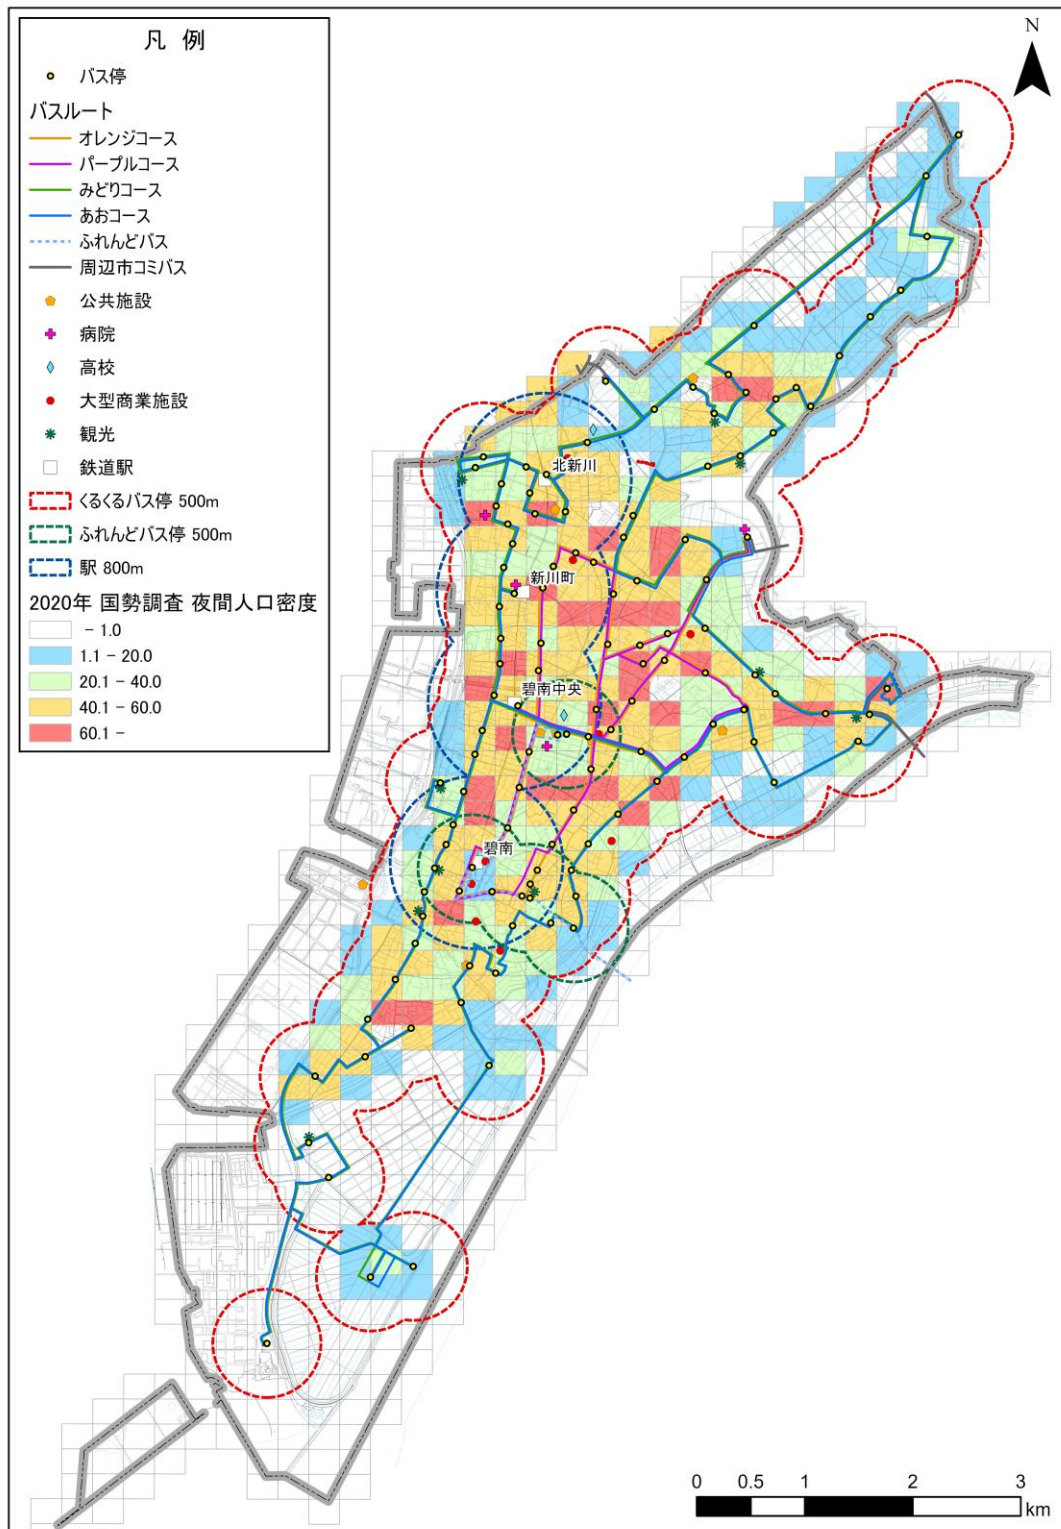 凡 例
バス停
バスルート
オレンジコース
パープルコース
みどりコース
あおコース
ふれんどバス
周辺市コミバス
公共施設
病院
高校
大型商業施設
観光
鉄道駅
くるくるバス停 500m
ふれんどバス停 500m
駅 800m
2020年 国勢調査 夜間人口密度
- 1.0
1.1 - 20.0
20.1 - 40.0
40.1 - 60.0
60.1 -
N
北新川
新川町
碧南中央
碧南
0 0.5 1 2 3
km